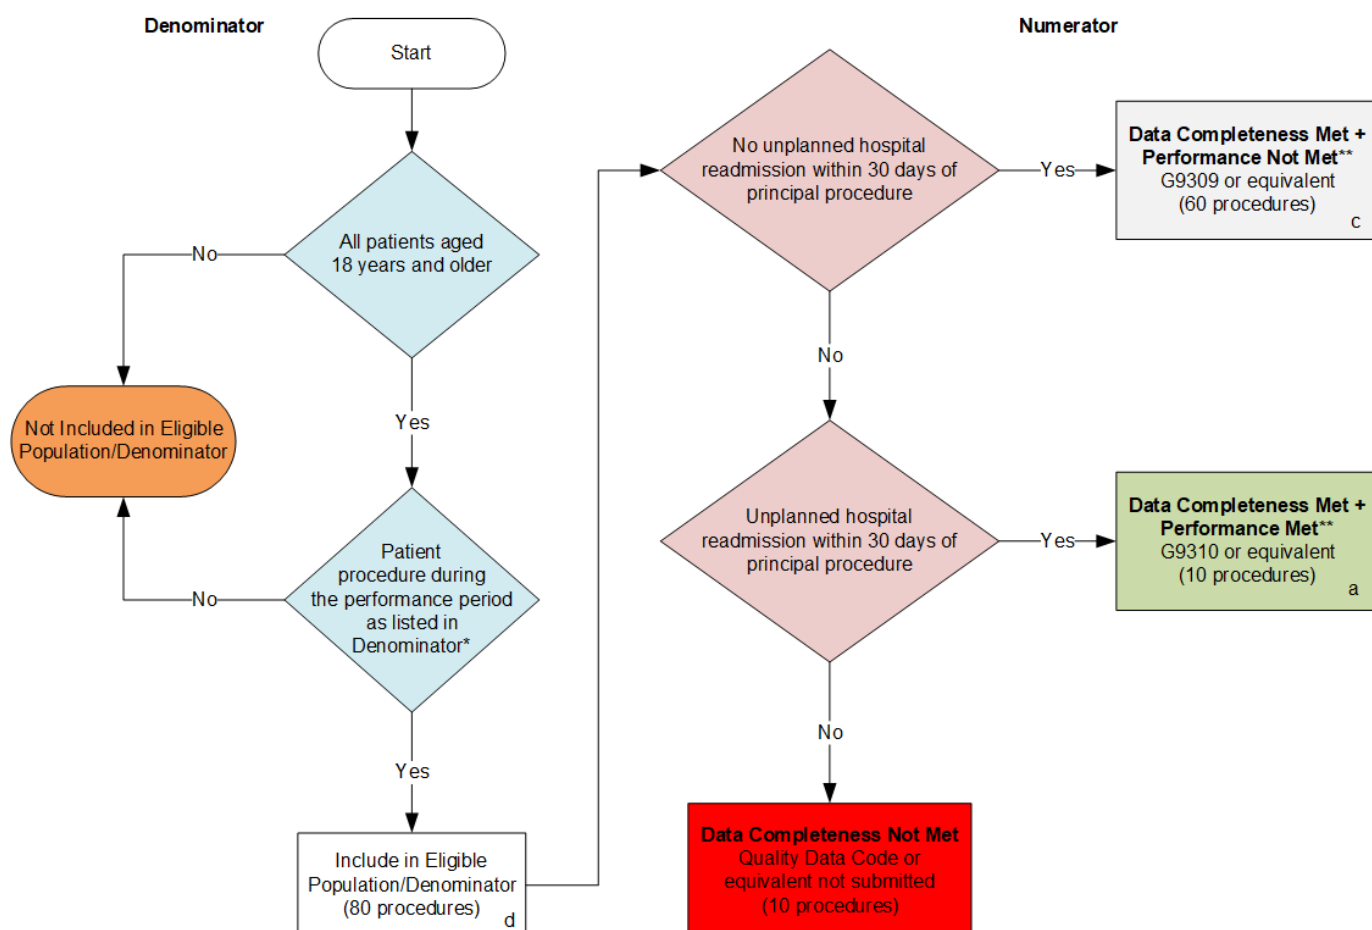 Denominator
Numerator
Start
All patients aged
18 years and older
No
Yes
Not Included in Eligible
Population/Denominator
Patient
procedure during
the performance period
as listed in
Denominator*
No
Yes
Include in Eligible
Population/Denominator
(80 procedures)
d
No unplanned hospital
readmission within 30 days of
principal procedure
Yes
Data Completeness Met +
Performance Not Met**
G9309 or equivalent
(60 procedures)
c
No
Unplanned hospital
readmission within 30 days of
principal procedure
Yes
Data Completeness Met +
Performance Met**
G9310 or equivalent
(10 procedures)
a
No
Data Completeness Not Met
Quality Data Code or
equivalent not submitted
(10 procedures)